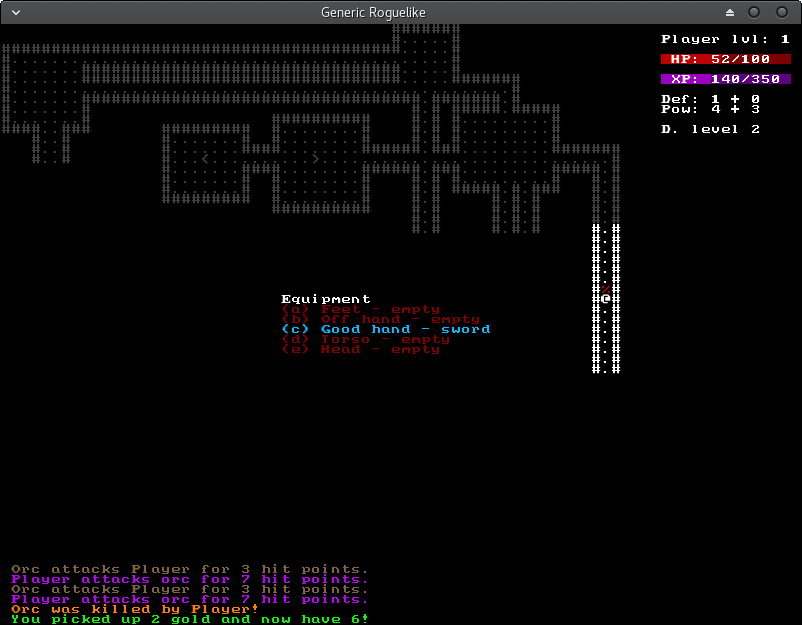 Generic Roguelike
Player lvl: 1
HP: 52/100
XP: 140/350
Def: 1 + 0
Pow: 4 + 3
D. level 2
Equipment
(a) Feet - empty
(b) Off hand - empty
(c) Good hand - sword
(d) Torso - empty
(e) Head - empty
Orc attacks Player for 3 hit points.
Player attacks orc for 7 hit points.
Orc attacks Player for 3 hit points.
Player attacks orc for 7 hit points.
Orc was killed by Player!
You picked up 2 gold and now have 6!